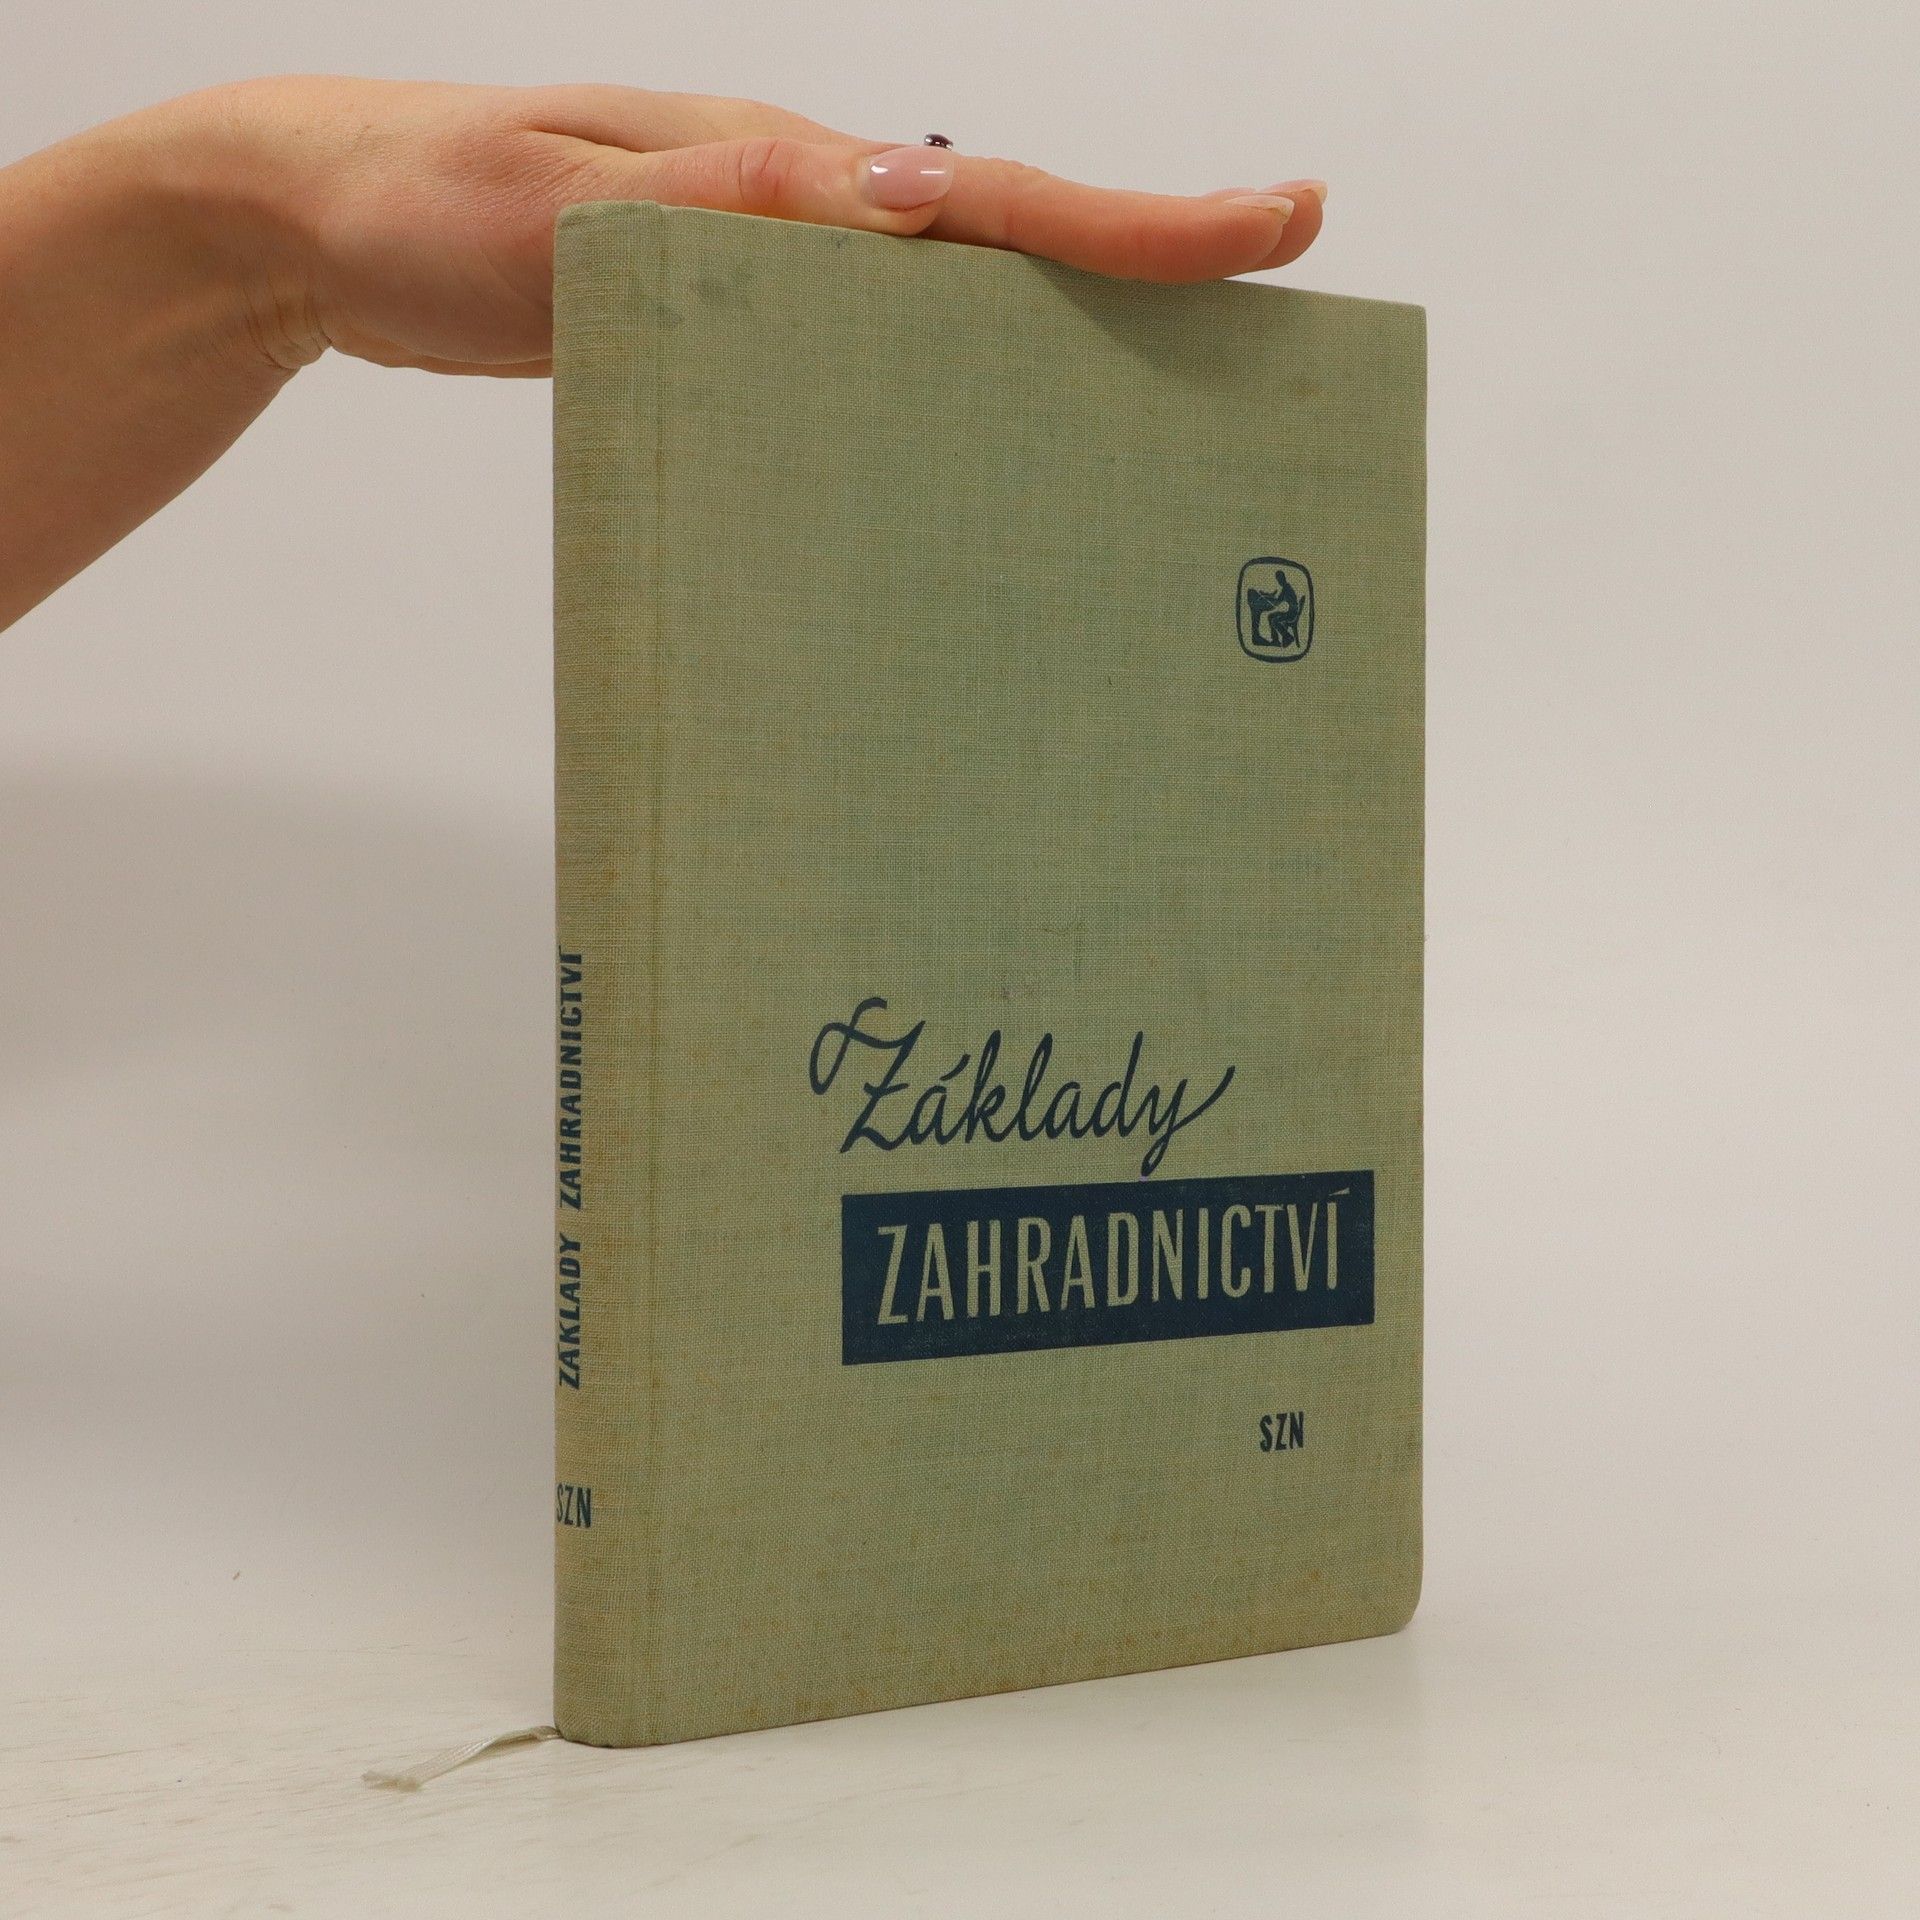 Základy
ZAHRADNICTVÍ
SZN
ZÁKLADY ZAHRADNICTVÍ
SZN